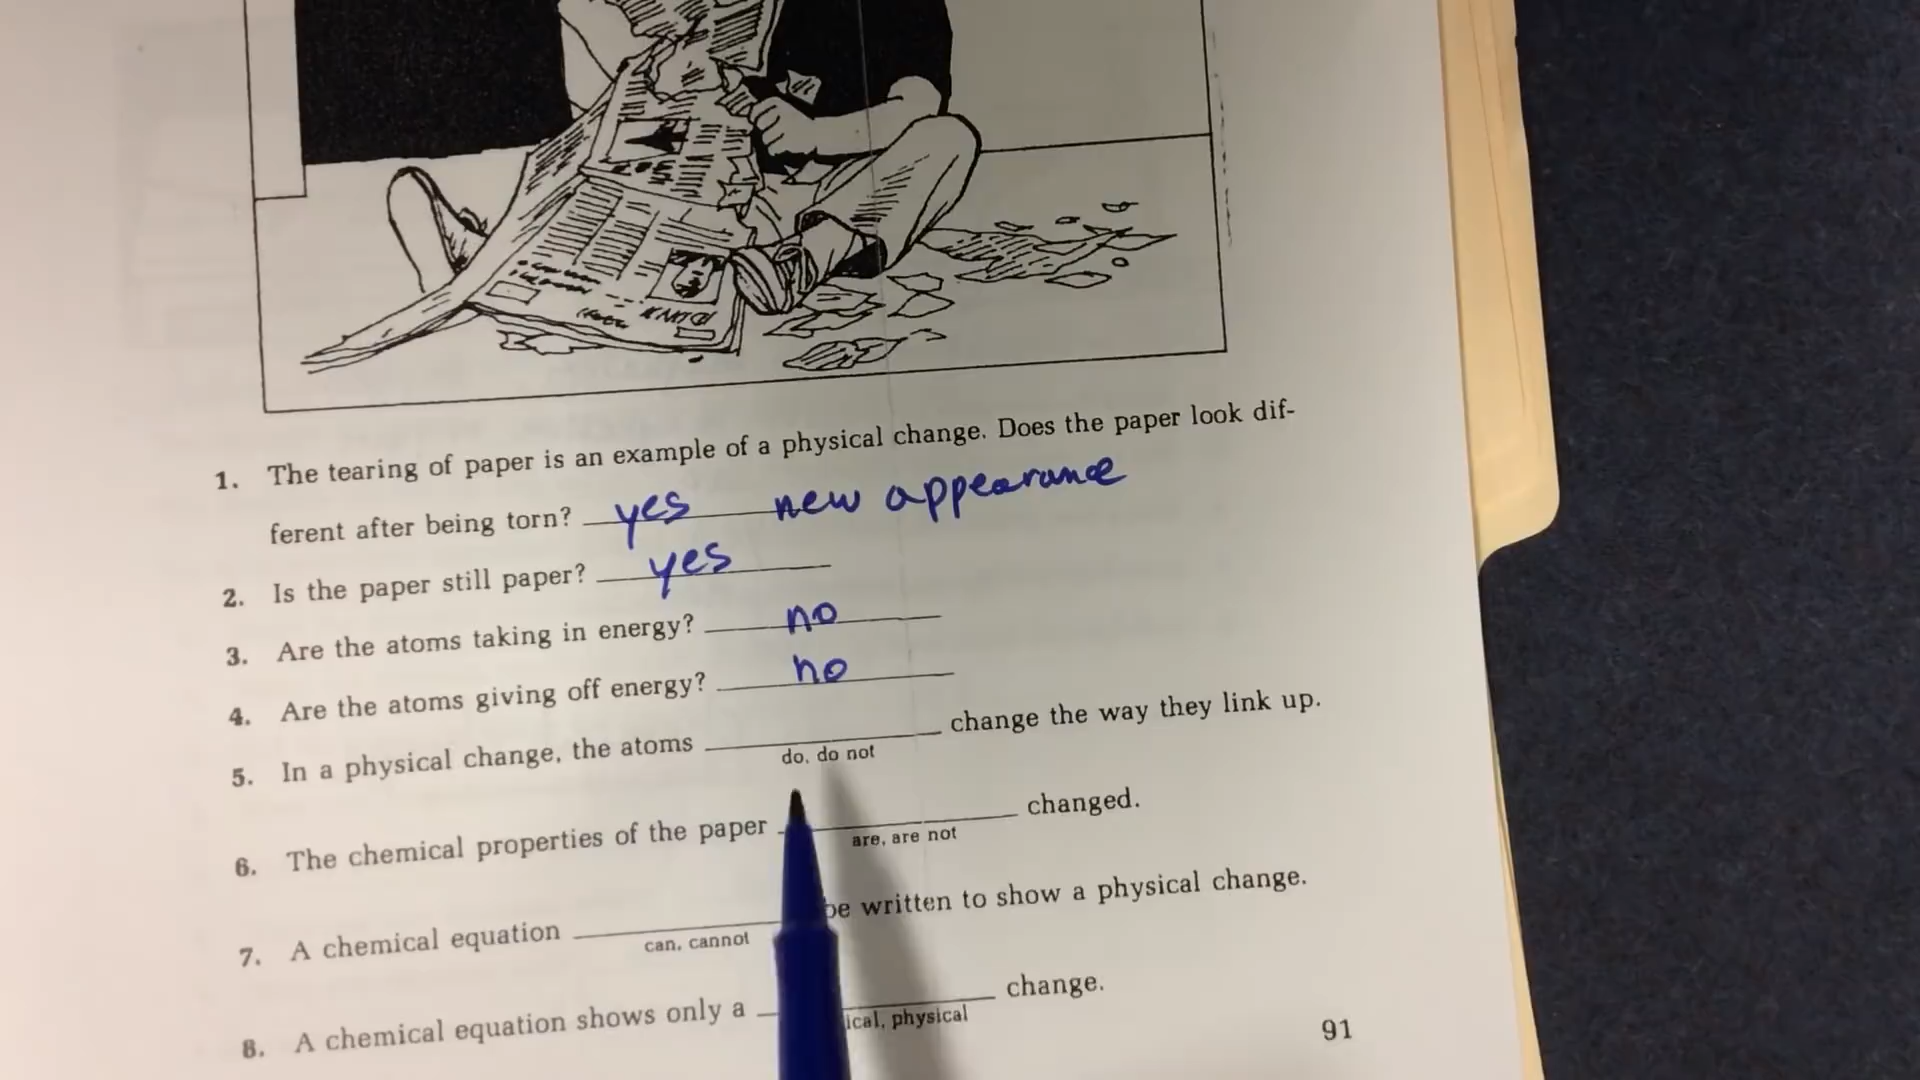 1. The tearing of paper is an example of a physical change. Does the paper look dif-
ferent after being torn? yes new appearance
2. Is the paper still paper? yes
3. Are the atoms taking in energy? no
4. Are the atoms giving off energy? no
5. In a physical change, the atoms ________ change the way they link up.
do, do not
6. The chemical properties of the paper ________ changed.
are, are not
7. A chemical equation ________ be written to show a physical change.
can, cannot
8. A chemical equation shows only a ________ change.
ical, physical
91